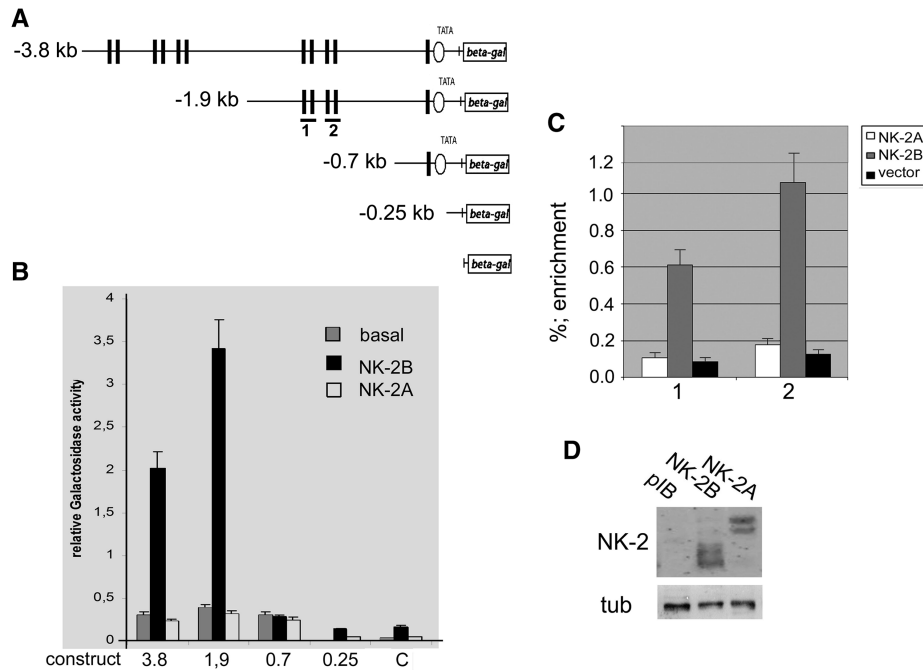 A
TATA
-3.8 kb
beta-gal
TATA
-1.9 kb
beta-gal
1 2
TATA
-0.7 kb
beta-gal
-0.25 kb
beta-gal
beta-gal
B
relative Galactosidase activity
4
3,5
3
2,5
2
1,5
1
0,5
0
basal
NK-2B
NK-2A
construct 3.8 1,9 0.7 0.25 C
C
%; enrichment
1.2
1.0
0.8
0.6
0.4
0.2
0.0
1 2
NK-2A
NK-2B
vector
D
pIB NK-2B NK-2A
NK-2
tub